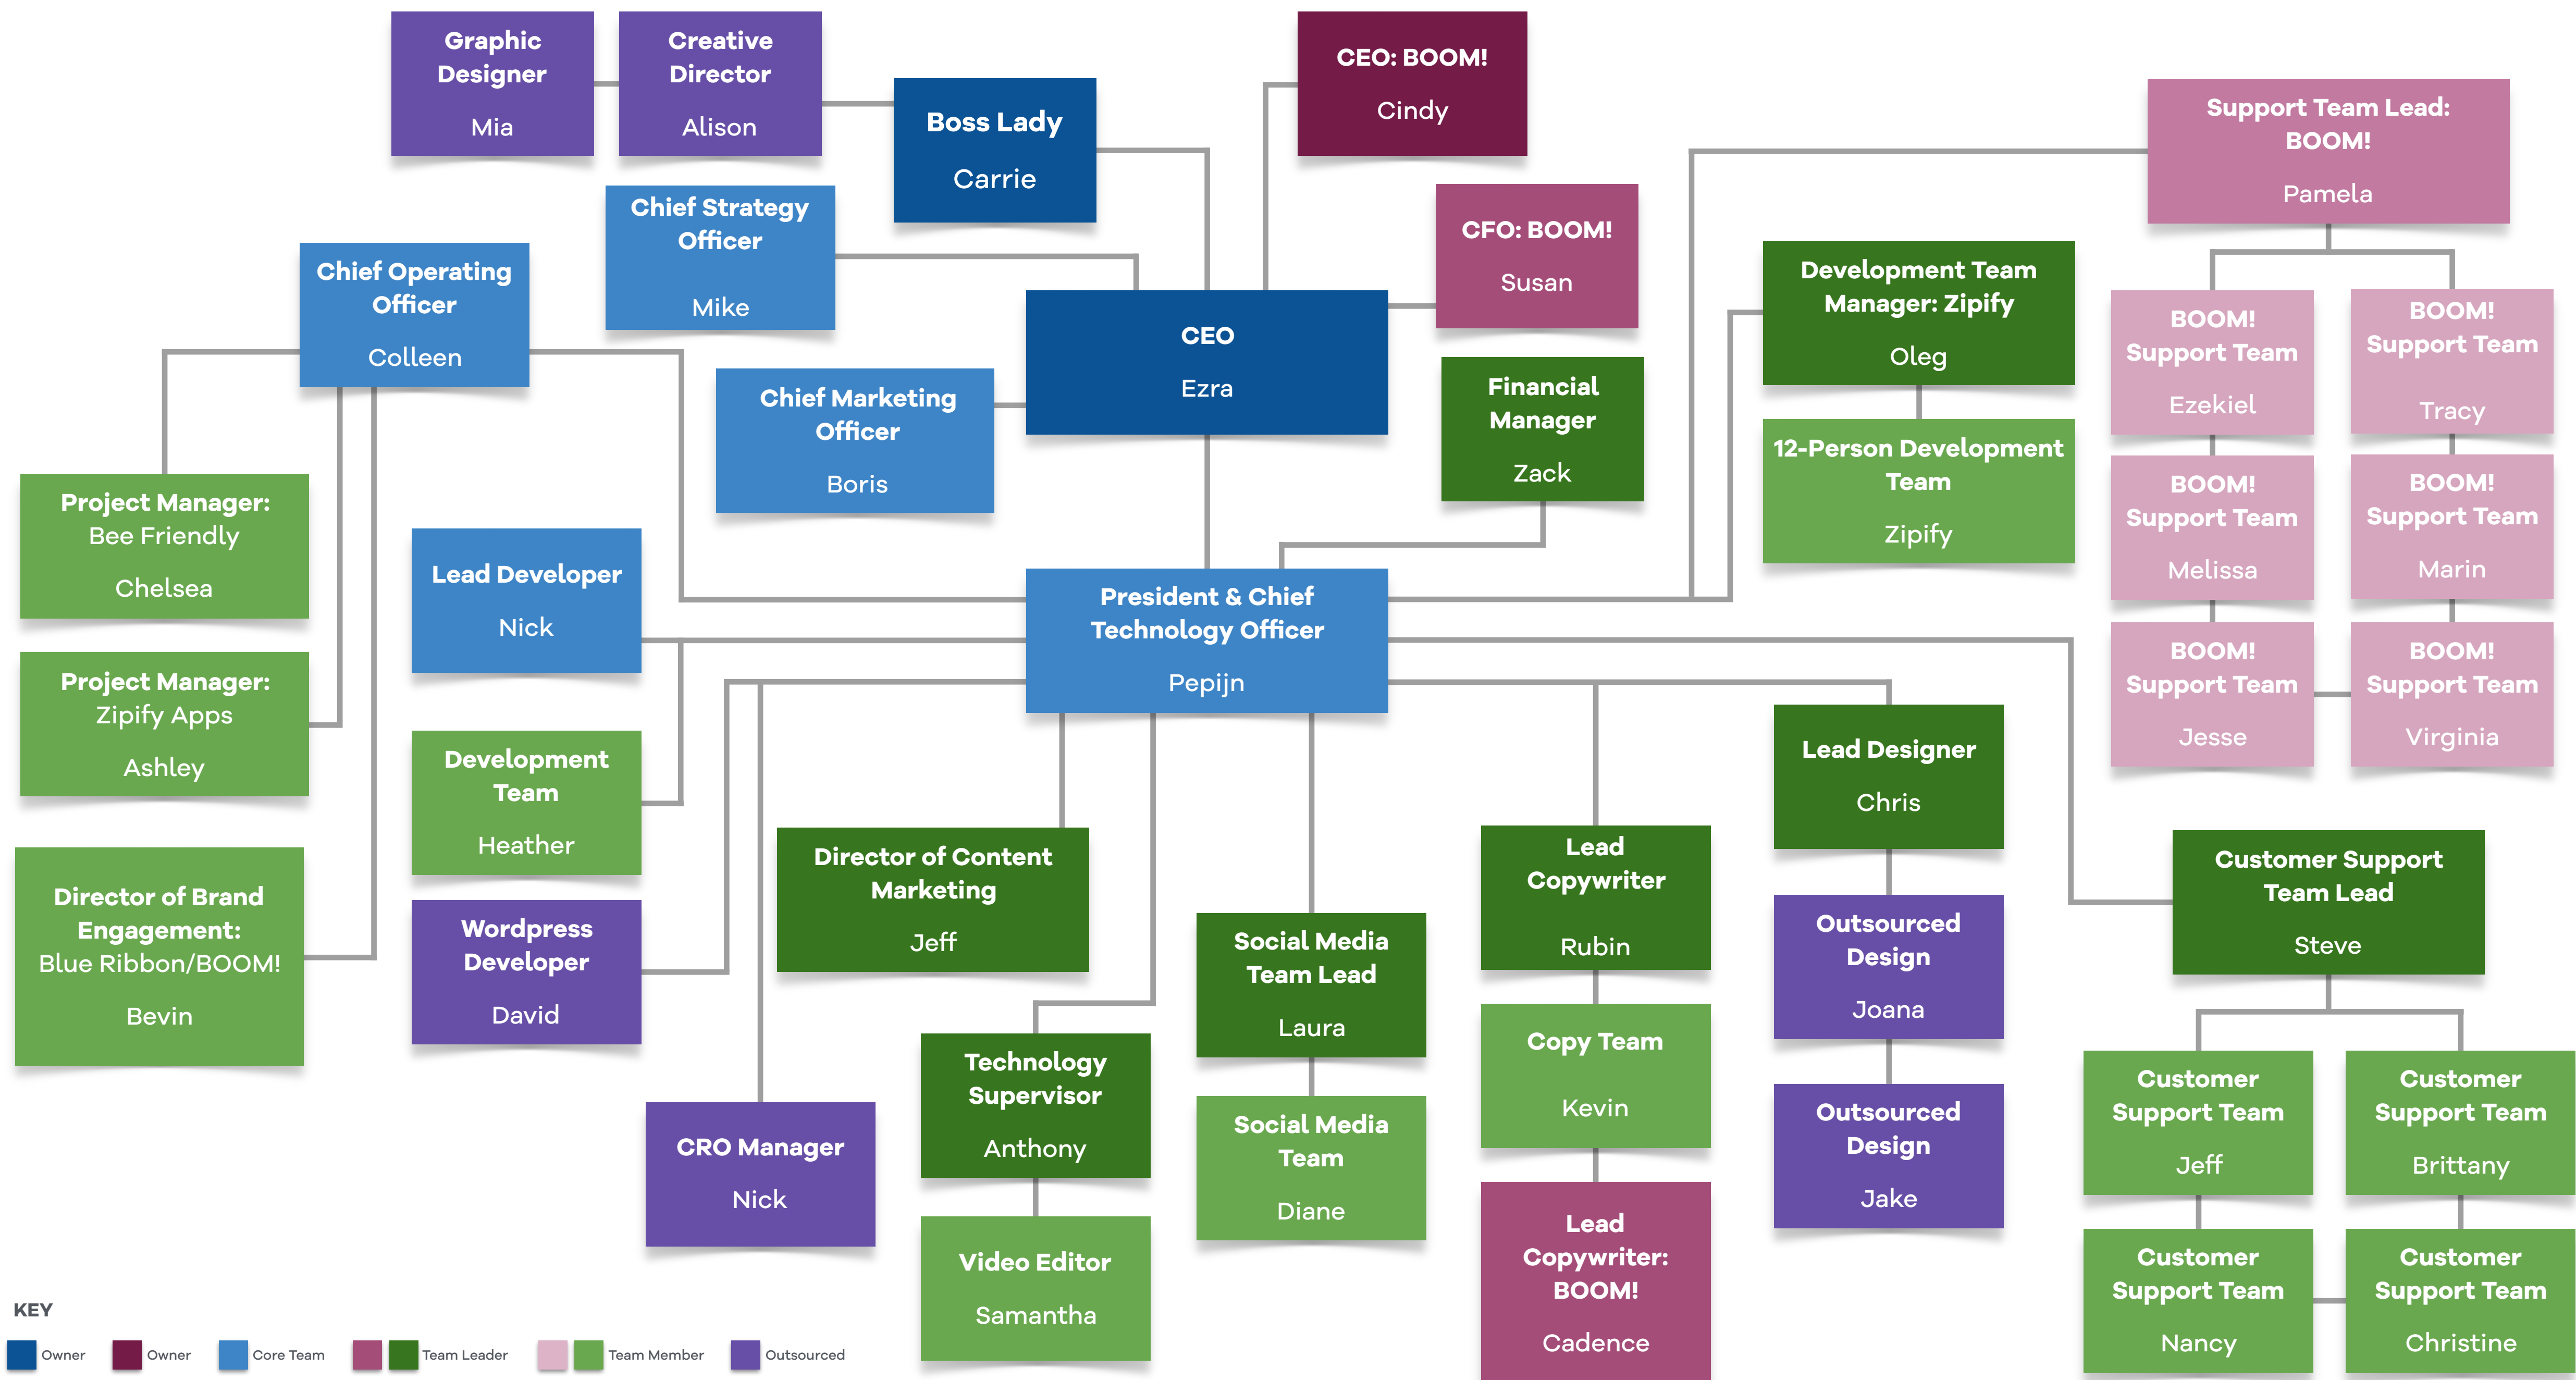 Graphic
Designer
Mia
Creative
Director
Alison
Boss Lady
Carrie
CEO: BOOM!
Cindy
Support Team Lead:
BOOM!
Pamela
Chief Strategy
Officer
Mike
CFO: BOOM!
Susan
Chief Operating
Officer
Colleen
Development Team
Manager: Zipify
Oleg
CEO
Ezra
BOOM!
Support Team
Ezekiel
BOOM!
Support Team
Tracy
Chief Marketing
Officer
Boris
Financial
Manager
Zack
12-Person Development
Team
Zipify
Project Manager:
Bee Friendly
Chelsea
BOOM!
Support Team
Melissa
BOOM!
Support Team
Marin
Lead Developer
Nick
President & Chief
Technology Officer
Pepijn
BOOM!
Support Team
Jesse
BOOM!
Support Team
Virginia
Project Manager:
Zipify Apps
Ashley
Development
Team
Heather
Lead Designer
Chris
Director of Content
Marketing
Jeff
Lead
Copywriter
Rubin
Customer Support
Team Lead
Steve
Director of Brand
Engagement:
Blue Ribbon/BOOM!
Bevin
Wordpress
Developer
David
Social Media
Team Lead
Laura
Outsourced
Design
Joana
Technology
Supervisor
Anthony
Copy Team
Kevin
Customer
Support Team
Jeff
Customer
Support Team
Brittany
CRO Manager
Nick
Social Media
Team
Diane
Outsourced
Design
Jake
Video Editor
Samantha
Lead
Copywriter:
BOOM!
Cadence
Customer
Support Team
Nancy
Customer
Support Team
Christine
KEY
Owner
Owner
Core Team
Team Leader
Team Member
Outsourced